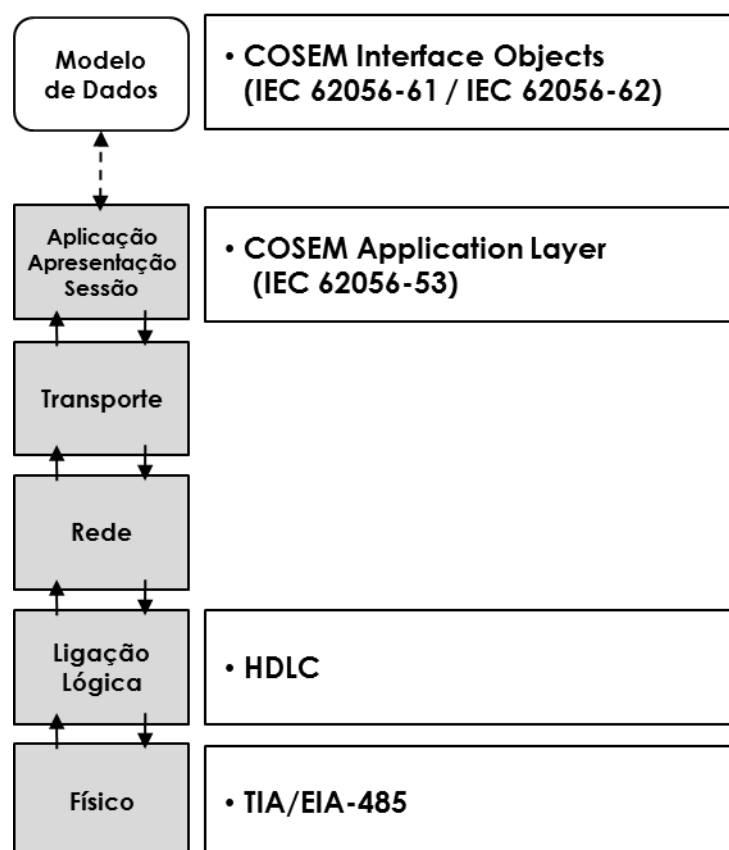 Modelo
de Dados
• COSEM Interface Objects
(IEC 62056-61 / IEC 62056-62)
Aplicação
Apresentação
Sessão
• COSEM Application Layer
(IEC 62056-53)
Transporte
Rede
Ligação
Lógica
• HDLC
Físico
• TIA/EIA-485